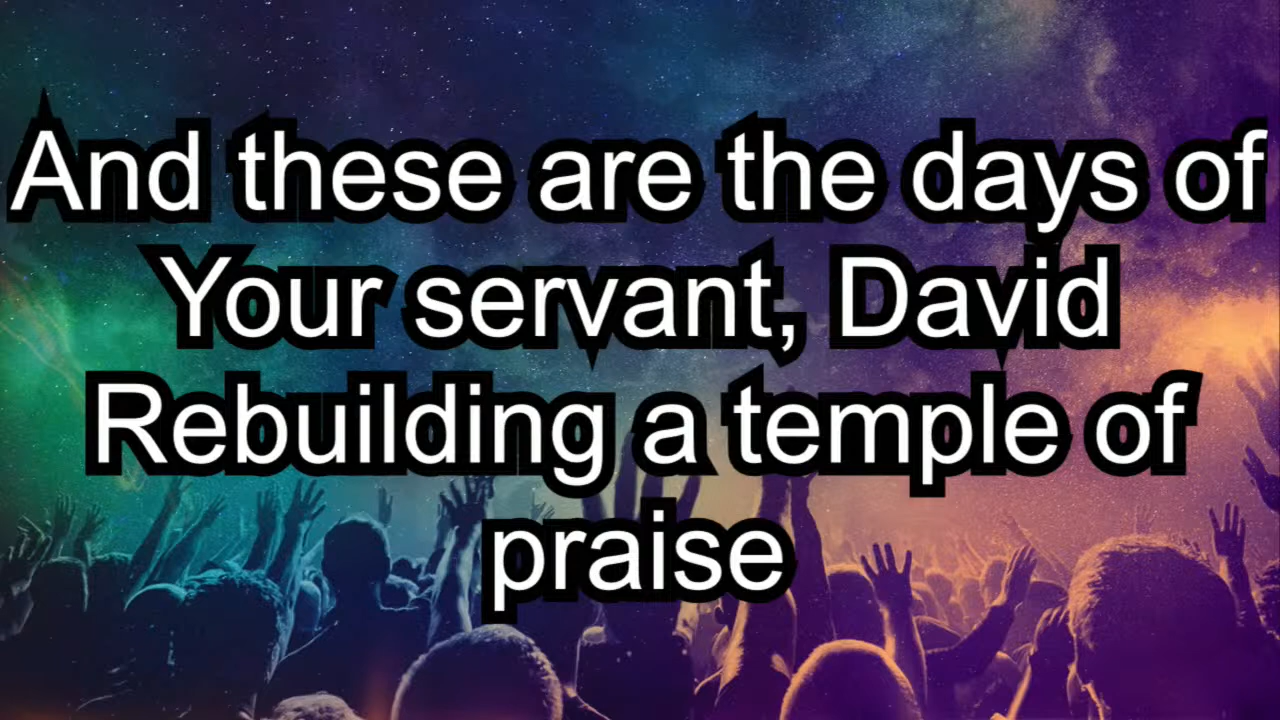 And these are the days of
Your servant, David
Rebuilding a temple of
praise